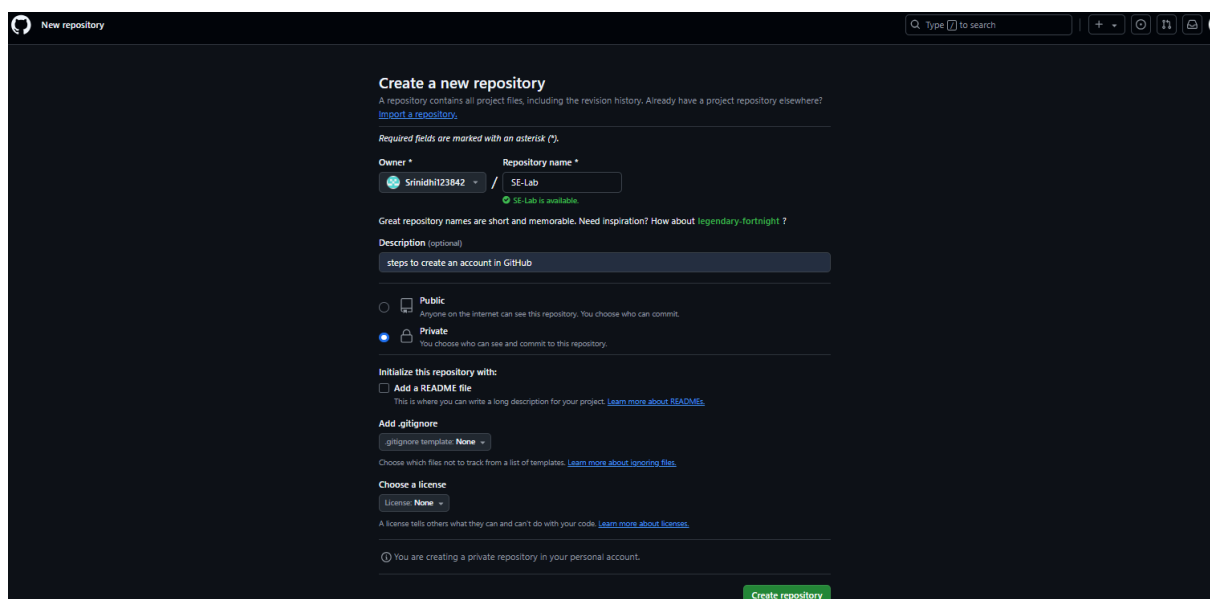 New repository
Type / to search
Create a new repository
A repository contains all project files, including the revision history. Already have a project repository elsewhere?
Import a repository.
Required fields are marked with an asterisk (*).
Owner * Repository name *
Srinidhi123842 / SE-Lab
SE-Lab is available.
Great repository names are short and memorable. Need inspiration? How about legendary-fortnight ?
Description (optional)
steps to create an account in GitHub
Public
Anyone on the internet can see this repository. You choose who can commit.
Private
You choose who can see and commit to this repository.
Initialize this repository with:
Add a README file
This is where you can write a long description for your project. Learn more about READMEs.
Add .gitignore
.gitignore template: None
Choose which files not to track from a list of templates. Learn more about ignoring files.
Choose a license
License: None
A license tells others what they can and can't do with your code. Learn more about licenses.
You are creating a private repository in your personal account.
Create repository